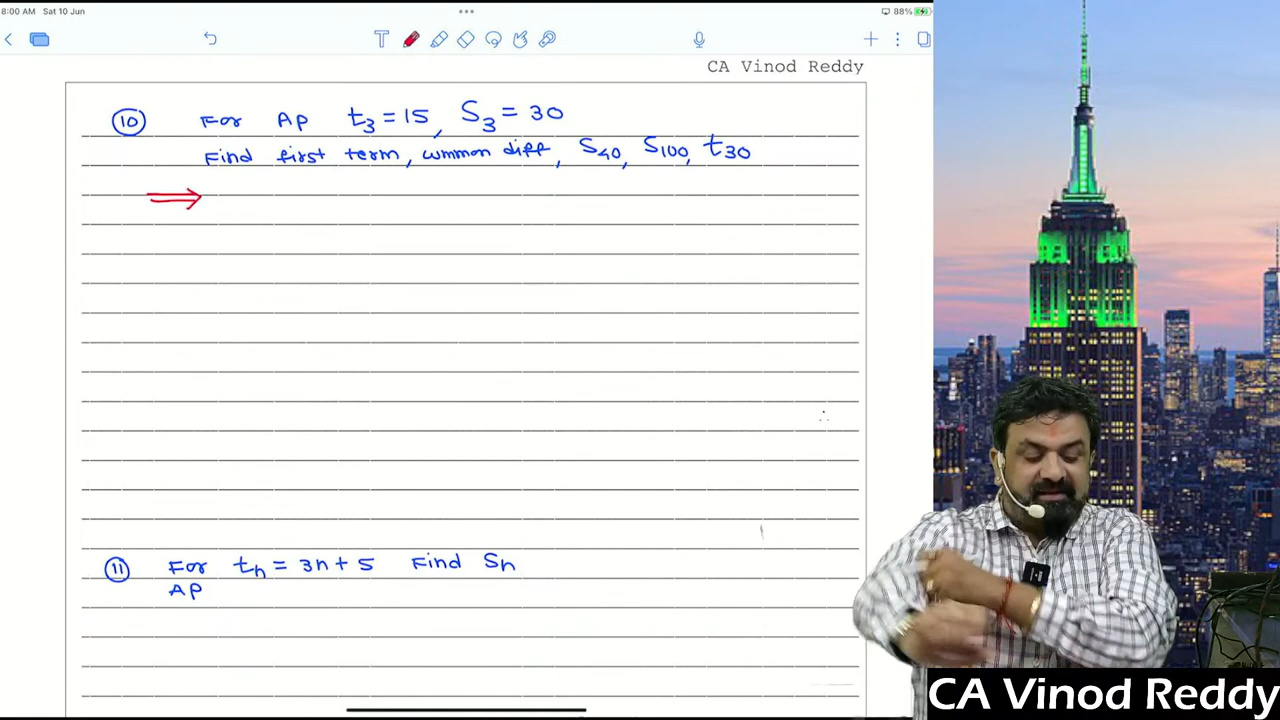 8:00 AM Sat 10 Jun
88%
CA Vinod Reddy
10 For AP t₃ = 15, S₃ = 30
Find first term, common diff, S₄₀, S₁₀₀, t₃₀
⇒
11 For tₙ = 3n + 5 Find Sₙ
AP
CA Vinod Reddy